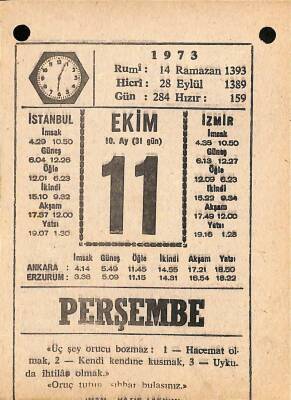 1973
Rumî: 14 Ramazan 1393
Hicrî: 28 Eylül 1389
Gün: 284 Hızır: 159
İSTANBUL
İmsak
4.29 10.50
Güneş
6.04 12.26
Öğle
12.01 6.23
İkindi
15.10 9.32
Akşam
17.37 12.00
Yatsı
19.07 1.30
EKİM
10. Ay (31 gün)
11
İZMİR
İmsak
4.38 10.50
Güneş
6.13 12.27
Öğle
12.09 6.23
İkindi
15.22 9.34
Akşam
17.49 12.00
Yatsı
19.16 1.28
İmsak Güneş Öğle İkindi Akşam Yatsı
ANKARA: 4.14 5.49 11.45 14.55 17.21 18.50
ERZURUM: 3.36 5.09 11.15 14.31 16.54 18.22
PERŞEMBE
«Üç şey orucu bozmaz: 1 — Hacemat ol-
mak, 2 — Kendi kendine kusmak, 3 — Uyku-
da ihtilâp olmak.»
«Oruç tutun, sıhhat bulasınız.»